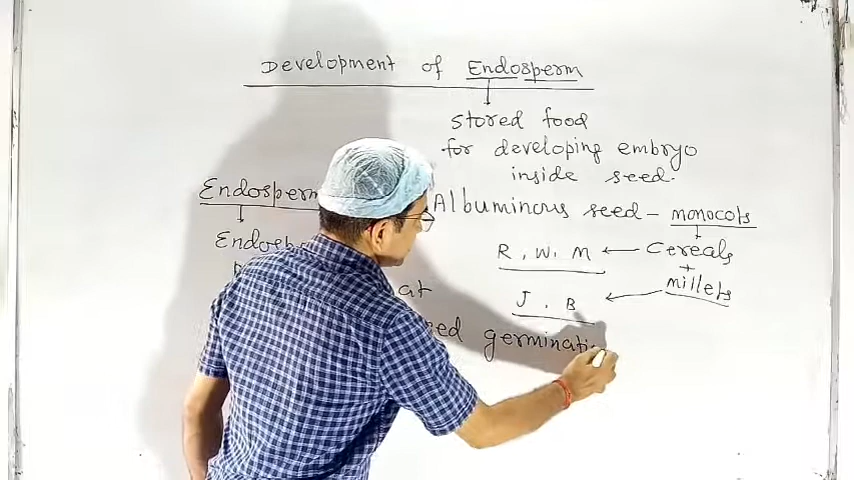 Development of Endosperm
stored food
for developing embryo
inside seed.
Endosperm
Albuminous seed - monocots
R, W, M ← Cereals
+
J . B ← millets
at
germinati